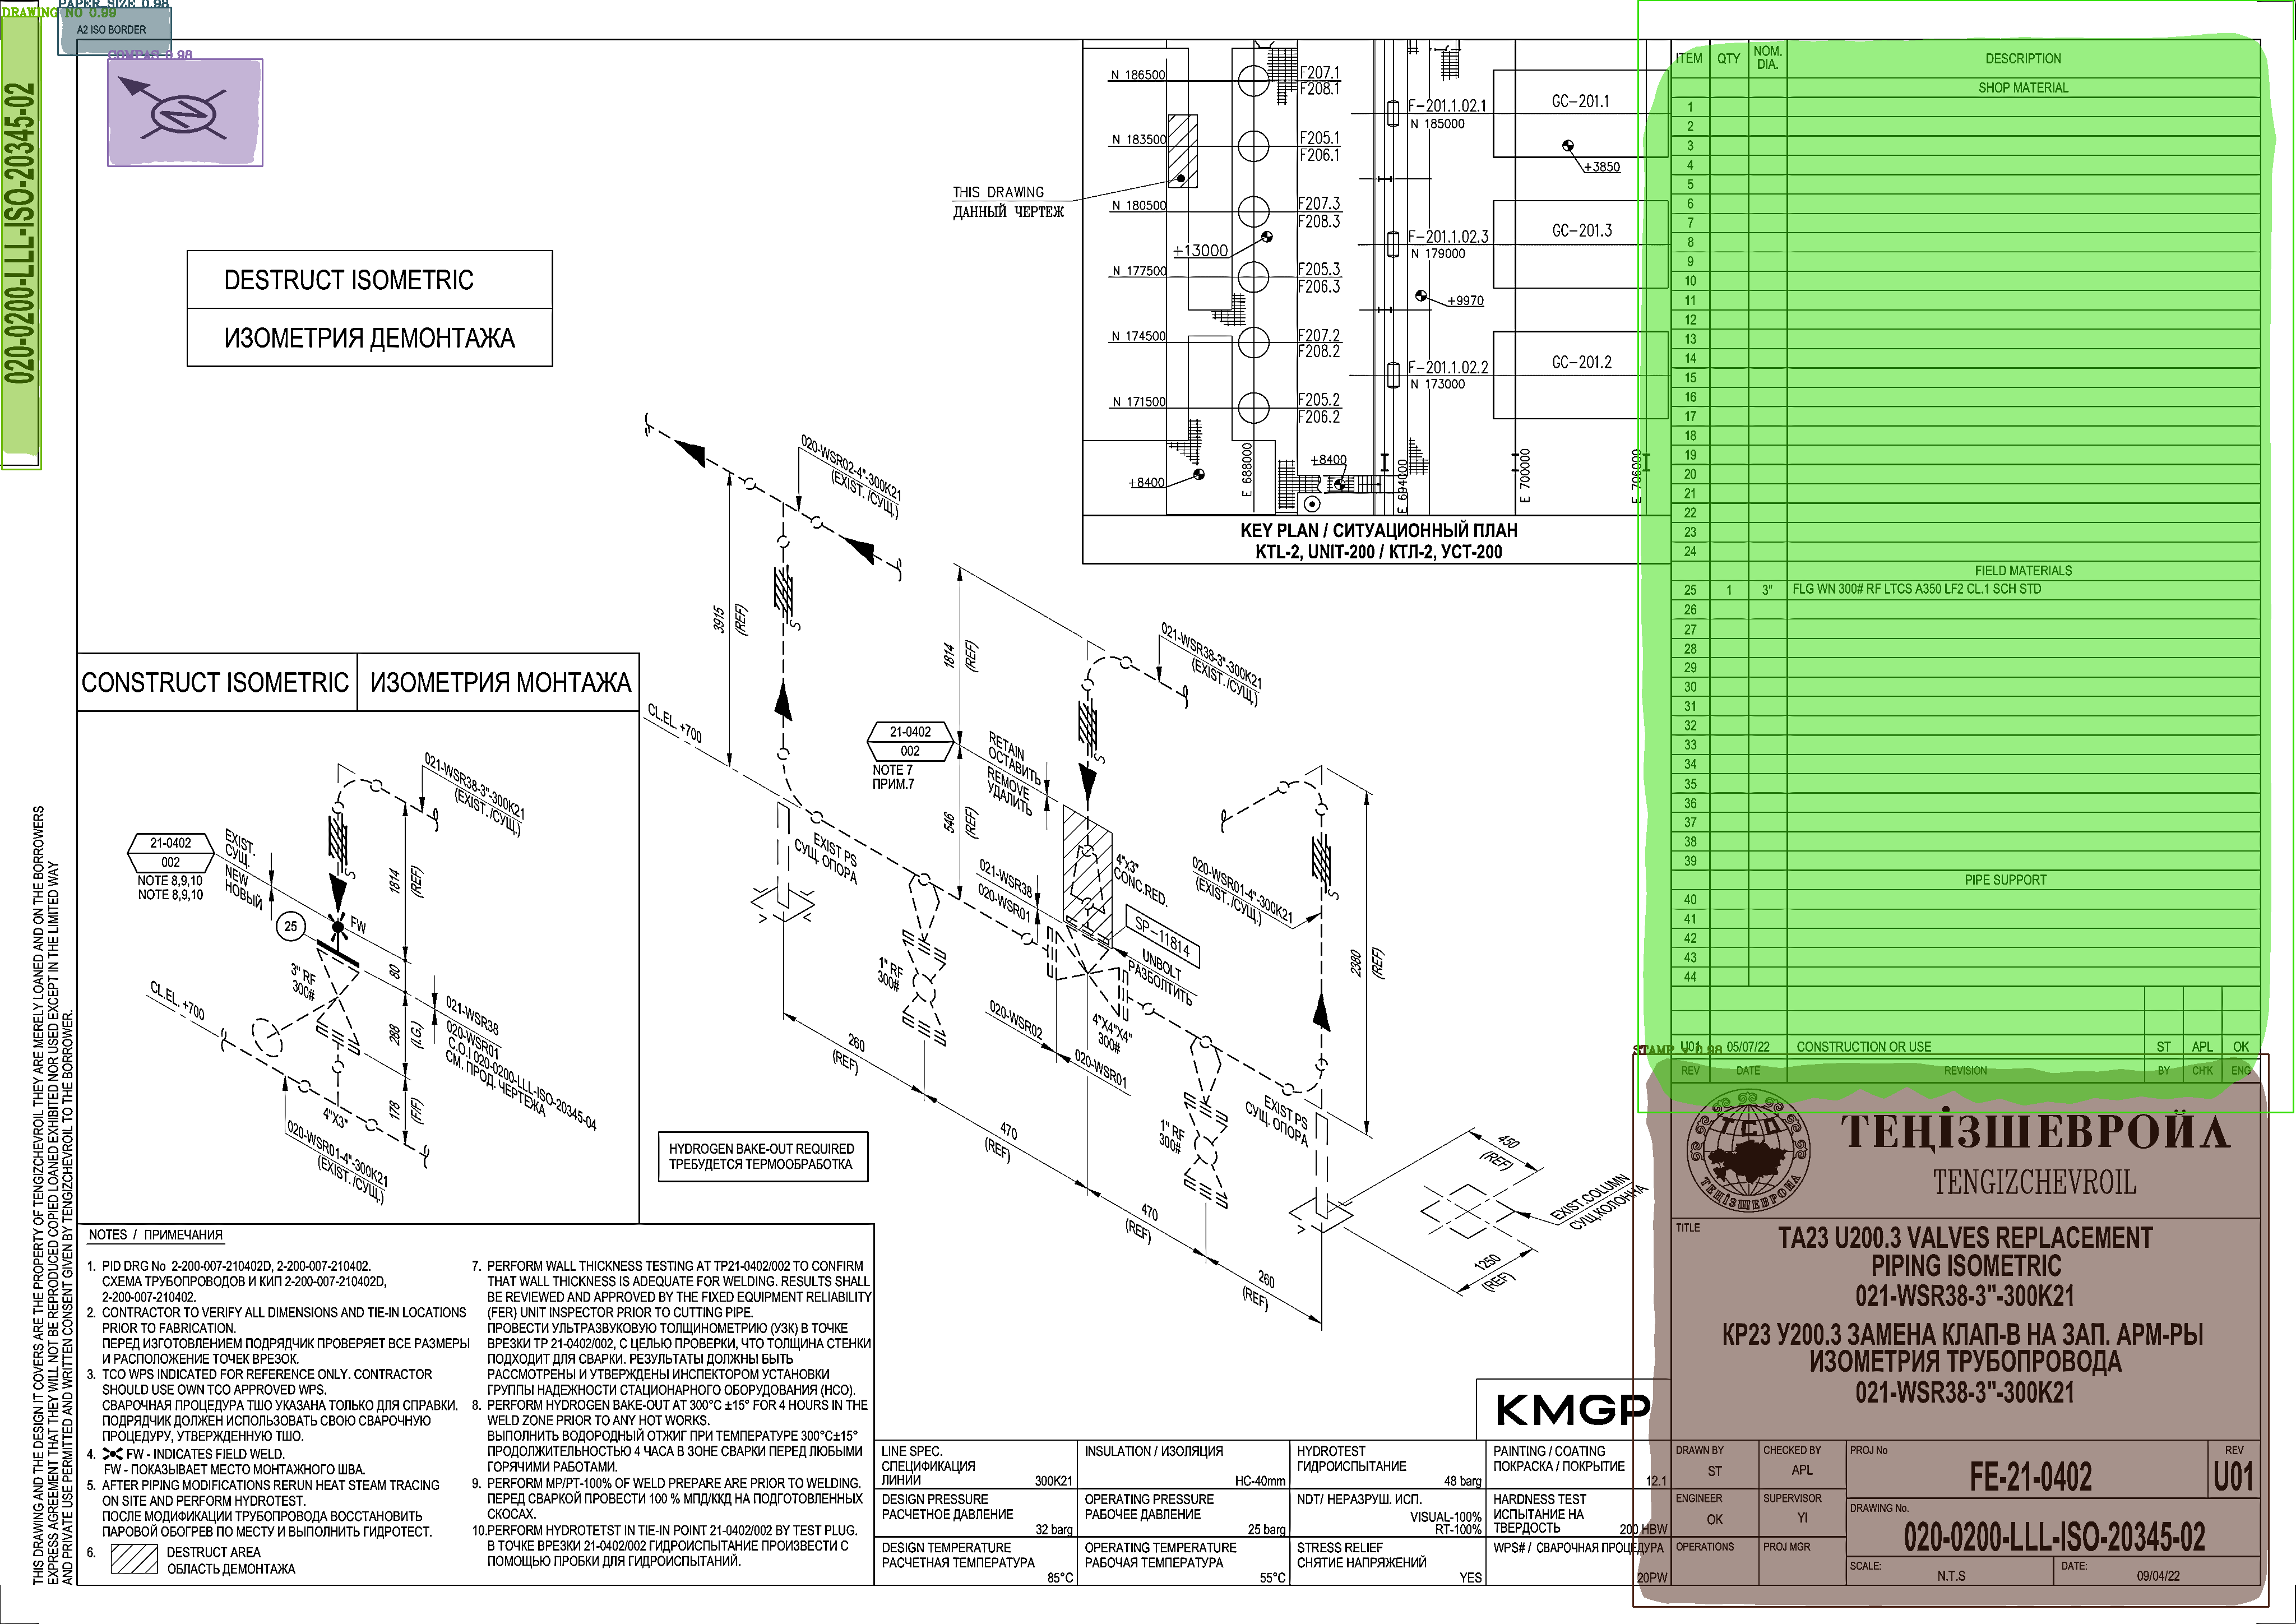 DRAWING NO 0.99
PAPER SIZE 0.98
A2 ISO BORDER
COMPAS 0.98
020-0200-LLL-ISO-20345-02
DESTRUCT ISOMETRIC
ИЗОМЕТРИЯ ДЕМОНТАЖА
THIS DRAWING
ДАННЫЙ ЧЕРТЕЖ
N 186500
N 183500
N 180500
N 177500
N 174500
N 171500
F207.1
F208.1
F205.1
F206.1
F207.3
F208.3
F205.3
F206.3
F207.2
F208.2
F205.2
F206.2
+13000
+8400
+8400
F-201.1.02.1
N 185000
F-201.1.02.3
N 179000
F-201.1.02.2
N 173000
+9970
+3850
GC-201.1
GC-201.3
GC-201.2
E 688000
E 694000
E 700000
E 706000
KEY PLAN / СИТУАЦИОННЫЙ ПЛАН
KTL-2, UNIT-200 / КТЛ-2, УСТ-200
020-WSR02-4"-300K21
(EXIST. /СУЩ.)
3915
(REF)
1814
(REF)
021-WSR38-3"-300K21
(EXIST. /СУЩ.)
S
S
S
CL.EL. +700
21-0402
002
NOTE 7
ПРИМ.7
RETAIN
ОСТАВИТЬ
REMOVE
УДАЛИТЬ
546
(REF)
EXIST PS
СУЩ. ОПОРА
021-WSR38
020-WSR01
4"x3"
CONC.RED.
SP-11814
UNBOLT
РАЗБОЛТИТЬ
1" RF
300#
020-WSR01-4"-300K21
(EXIST. /СУЩ.)
2380
(REF)
020-WSR02
020-WSR01
4"X4"X4"
300#
1" RF
300#
EXIST PS
СУЩ. ОПОРА
260
(REF)
470
(REF)
470
(REF)
260
(REF)
450
(REF)
1250
(REF)
EXIST.COLUMN
СУЩ.КОЛОННА
HYDROGEN BAKE-OUT REQUIRED
ТРЕБУДЕТСЯ ТЕРМООБРАБОТКА
CONSTRUCT ISOMETRIC
ИЗОМЕТРИЯ МОНТАЖА
021-WSR38-3"-300K21
(EXIST. /СУЩ.)
21-0402
002
NOTE 8,9,10
NOTE 8,9,10
EXIST.
СУЩ.
NEW
НОВЫЙ
S
1814
(REF)
25
FW
3" RF
300#
80
CL.EL. +700
288
(I.G.)
021-WSR38
020-WSR01
C.O.I 020-0200-LLL-ISO-20345-04
СМ. ПРОД. ЧЕРТЕЖА
178
(F/F)
4"X3"
020-WSR01-4"-300K21
(EXIST. /СУЩ.)
THIS DRAWING AND THE DESIGN IT COVERS ARE THE PROPERTY OF TENGIZCHEVROIL THEY ARE MERELY LOANED AND ON THE BORROWERS
EXPRESS AGREEMENT THAT THEY WILL NOT BE REPRODUCED COPIED LOANED EXHIBITED NOR USED EXCEPT IN THE LIMITED WAY
AND PRIVATE USE PERMITTED AND WRITTEN CONSENT GIVEN BY TENGIZCHEVROIL TO THE BORROWER.
NOTES / ПРИМЕЧАНИЯ
1. PID DRG No 2-200-007-210402D, 2-200-007-210402.
СХЕМА ТРУБОПРОВОДОВ И КИП 2-200-007-210402D,
2-200-007-210402.
2. CONTRACTOR TO VERIFY ALL DIMENSIONS AND TIE-IN LOCATIONS
PRIOR TO FABRICATION.
ПЕРЕД ИЗГОТОВЛЕНИЕМ ПОДРЯДЧИК ПРОВЕРЯЕТ ВСЕ РАЗМЕРЫ
И РАСПОЛОЖЕНИЕ ТОЧЕК ВРЕЗОК.
3. TCO WPS INDICATED FOR REFERENCE ONLY. CONTRACTOR
SHOULD USE OWN TCO APPROVED WPS.
СВАРОЧНАЯ ПРОЦЕДУРА ТШО УКАЗАНА ТОЛЬКО ДЛЯ СПРАВКИ.
ПОДРЯДЧИК ДОЛЖЕН ИСПОЛЬЗОВАТЬ СВОЮ СВАРОЧНУЮ
ПРОЦЕДУРУ, УТВЕРЖДЕННУЮ ТШО.
4. FW - INDICATES FIELD WELD.
FW - ПОКАЗЫВАЕТ МЕСТО МОНТАЖНОГО ШВА.
5. AFTER PIPING MODIFICATIONS RERUN HEAT STEAM TRACING
ON SITE AND PERFORM HYDROTEST.
ПОСЛЕ МОДИФИКАЦИИ ТРУБОПРОВОДА ВОССТАНОВИТЬ
ПАРОВОЙ ОБОГРЕВ ПО МЕСТУ И ВЫПОЛНИТЬ ГИДРОТЕСТ.
6. DESTRUCT AREA
ОБЛАСТЬ ДЕМОНТАЖА
7. PERFORM WALL THICKNESS TESTING AT TP21-0402/002 TO CONFIRM
THAT WALL THICKNESS IS ADEQUATE FOR WELDING. RESULTS SHALL
BE REVIEWED AND APPROVED BY THE FIXED EQUIPMENT RELIABILITY
(FER) UNIT INSPECTOR PRIOR TO CUTTING PIPE.
ПРОВЕСТИ УЛЬТРАЗВУКОВУЮ ТОЛЩИНОМЕТРИЮ (УЗК) В ТОЧКЕ
ВРЕЗКИ TP 21-0402/002, С ЦЕЛЬЮ ПРОВЕРКИ, ЧТО ТОЛЩИНА СТЕНКИ
ПОДХОДИТ ДЛЯ СВАРКИ. РЕЗУЛЬТАТЫ ДОЛЖНЫ БЫТЬ
РАССМОТРЕНЫ И УТВЕРЖДЕНЫ ИНСПЕКТОРОМ УСТАНОВКИ
ГРУППЫ НАДЕЖНОСТИ СТАЦИОНАРНОГО ОБОРУДОВАНИЯ (НСО).
8. PERFORM HYDROGEN BAKE-OUT AT 300°C ±15° FOR 4 HOURS IN THE
WELD ZONE PRIOR TO ANY HOT WORKS.
ВЫПОЛНИТЬ ВОДОРОДНЫЙ ОТЖИГ ПРИ ТЕМПЕРАТУРЕ 300°C±15°
ПРОДОЛЖИТЕЛЬНОСТЬЮ 4 ЧАСА В ЗОНЕ СВАРКИ ПЕРЕД ЛЮБЫМИ
ГОРЯЧИМИ РАБОТАМИ.
9. PERFORM MP/PT-100% OF WELD PREPARE ARE PRIOR TO WELDING.
ПЕРЕД СВАРКОЙ ПРОВЕСТИ 100 % МПД/ККД НА ПОДГОТОВЛЕННЫХ
СКОСАХ.
10.PERFORM HYDROTETST IN TIE-IN POINT 21-0402/002 BY TEST PLUG.
В ТОЧКЕ ВРЕЗКИ 21-0402/002 ГИДРОИСПЫТАНИЕ ПРОИЗВЕСТИ С
ПОМОЩЬЮ ПРОБКИ ДЛЯ ГИДРОИСПЫТАНИЙ.
KMGP
LINE SPEC.
СПЕЦИФИКАЦИЯ
ЛИНИИ 300K21
INSULATION / ИЗОЛЯЦИЯ
HC-40mm
HYDROTEST
ГИДРОИСПЫТАНИЕ
48 barg
PAINTING / COATING
ПОКРАСКА / ПОКРЫТИЕ
12.1
DESIGN PRESSURE
РАСЧЕТНОЕ ДАВЛЕНИЕ
32 barg
OPERATING PRESSURE
РАБОЧЕЕ ДАВЛЕНИЕ
25 barg
NDT/ НЕРАЗРУШ. ИСП.
VISUAL-100%
RT-100%
HARDNESS TEST
ИСПЫТАНИЕ НА
ТВЕРДОСТЬ 200 HBW
DESIGN TEMPERATURE
РАСЧЕТНАЯ ТЕМПЕРАТУРА
85°C
OPERATING TEMPERATURE
РАБОЧАЯ ТЕМПЕРАТУРА
55°C
STRESS RELIEF
СНЯТИЕ НАПРЯЖЕНИЙ
YES
WPS# / СВАРОЧНАЯ ПРОЦЕДУРА
20PW
ITEM QTY NOM. DIA. DESCRIPTION
SHOP MATERIAL
1
2
3
4
5
6
7
8
9
10
11
12
13
14
15
16
17
18
19
20
21
22
23
24
FIELD MATERIALS
25 1 3" FLG WN 300# RF LTCS A350 LF2 CL.1 SCH STD
26
27
28
29
30
31
32
33
34
35
36
37
38
39
PIPE SUPPORT
40
41
42
43
44
STAMP 0.98
U01 05/07/22 CONSTRUCTION OR USE ST APL OK
REV DATE REVISION BY CH'K ENG
ТСО
ТЕҢІЗШЕВРОЙЛ
ТЕҢІЗШЕВРОЙЛ
TENGIZCHEVROIL
TITLE
TA23 U200.3 VALVES REPLACEMENT
PIPING ISOMETRIC
021-WSR38-3"-300K21
КР23 У200.3 ЗАМЕНА КЛАП-В НА ЗАП. АРМ-РЫ
ИЗОМЕТРИЯ ТРУБОПРОВОДА
021-WSR38-3"-300K21
DRAWN BY
ST
CHECKED BY
APL
PROJ No
FE-21-0402
REV
U01
ENGINEER
OK
SUPERVISOR
YI
DRAWING No.
020-0200-LLL-ISO-20345-02
OPERATIONS
PROJ MGR
SCALE:
N.T.S
DATE:
09/04/22